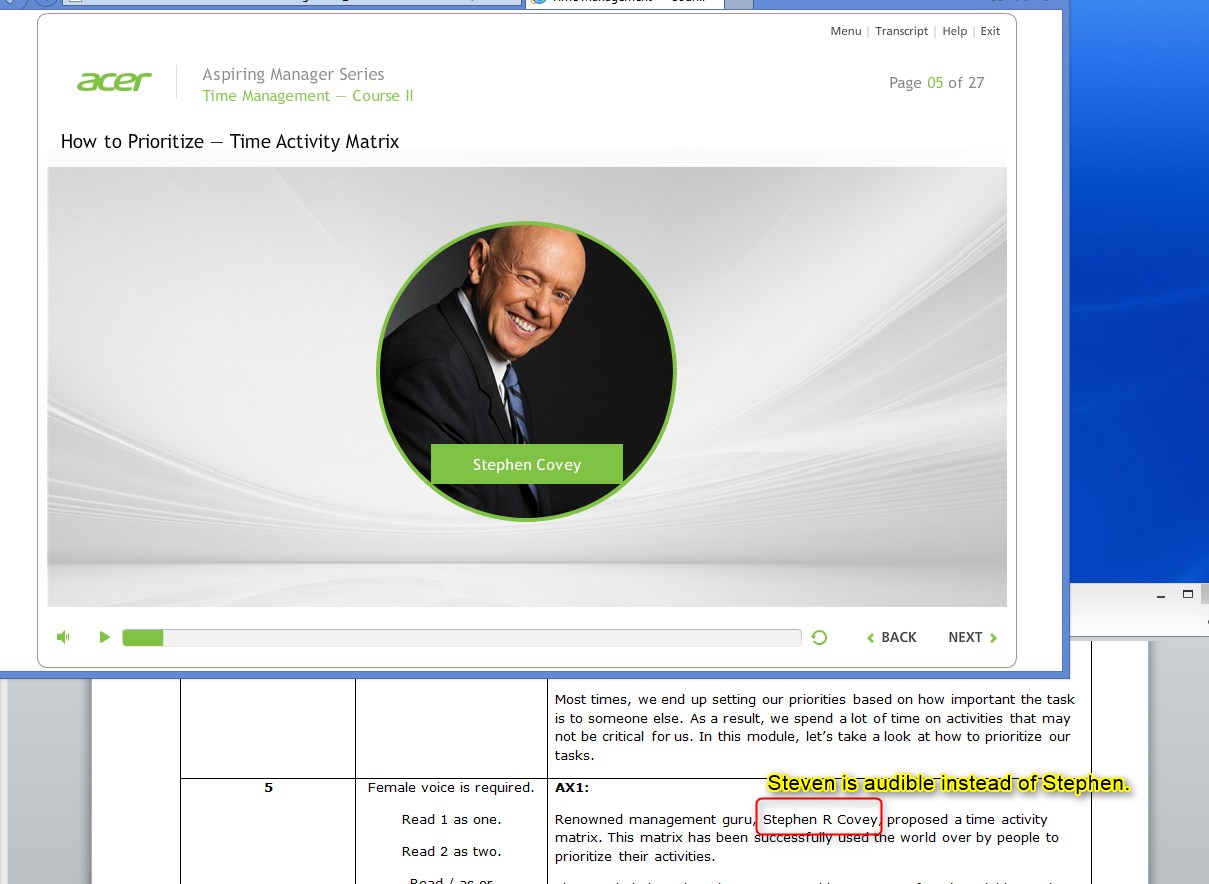 Menu | Transcript | Help | Exit
acer
Aspiring Manager Series
Time Management — Course II
Page 05 of 27
How to Prioritize — Time Activity Matrix
Stephen Covey
BACK
NEXT
Most times, we end up setting our priorities based on how important the task
is to someone else. As a result, we spend a lot of time on activities that may
not be critical for us. In this module, let's take a look at how to prioritize our
tasks.
Steven is audible instead of Stephen.
5
Female voice is required.
AX1:
Read 1 as one.
Renowned management guru, Stephen R Covey, proposed a time activity
matrix. This matrix has been successfully used the world over by people to
Read 2 as two.
prioritize their activities.
Read / as or